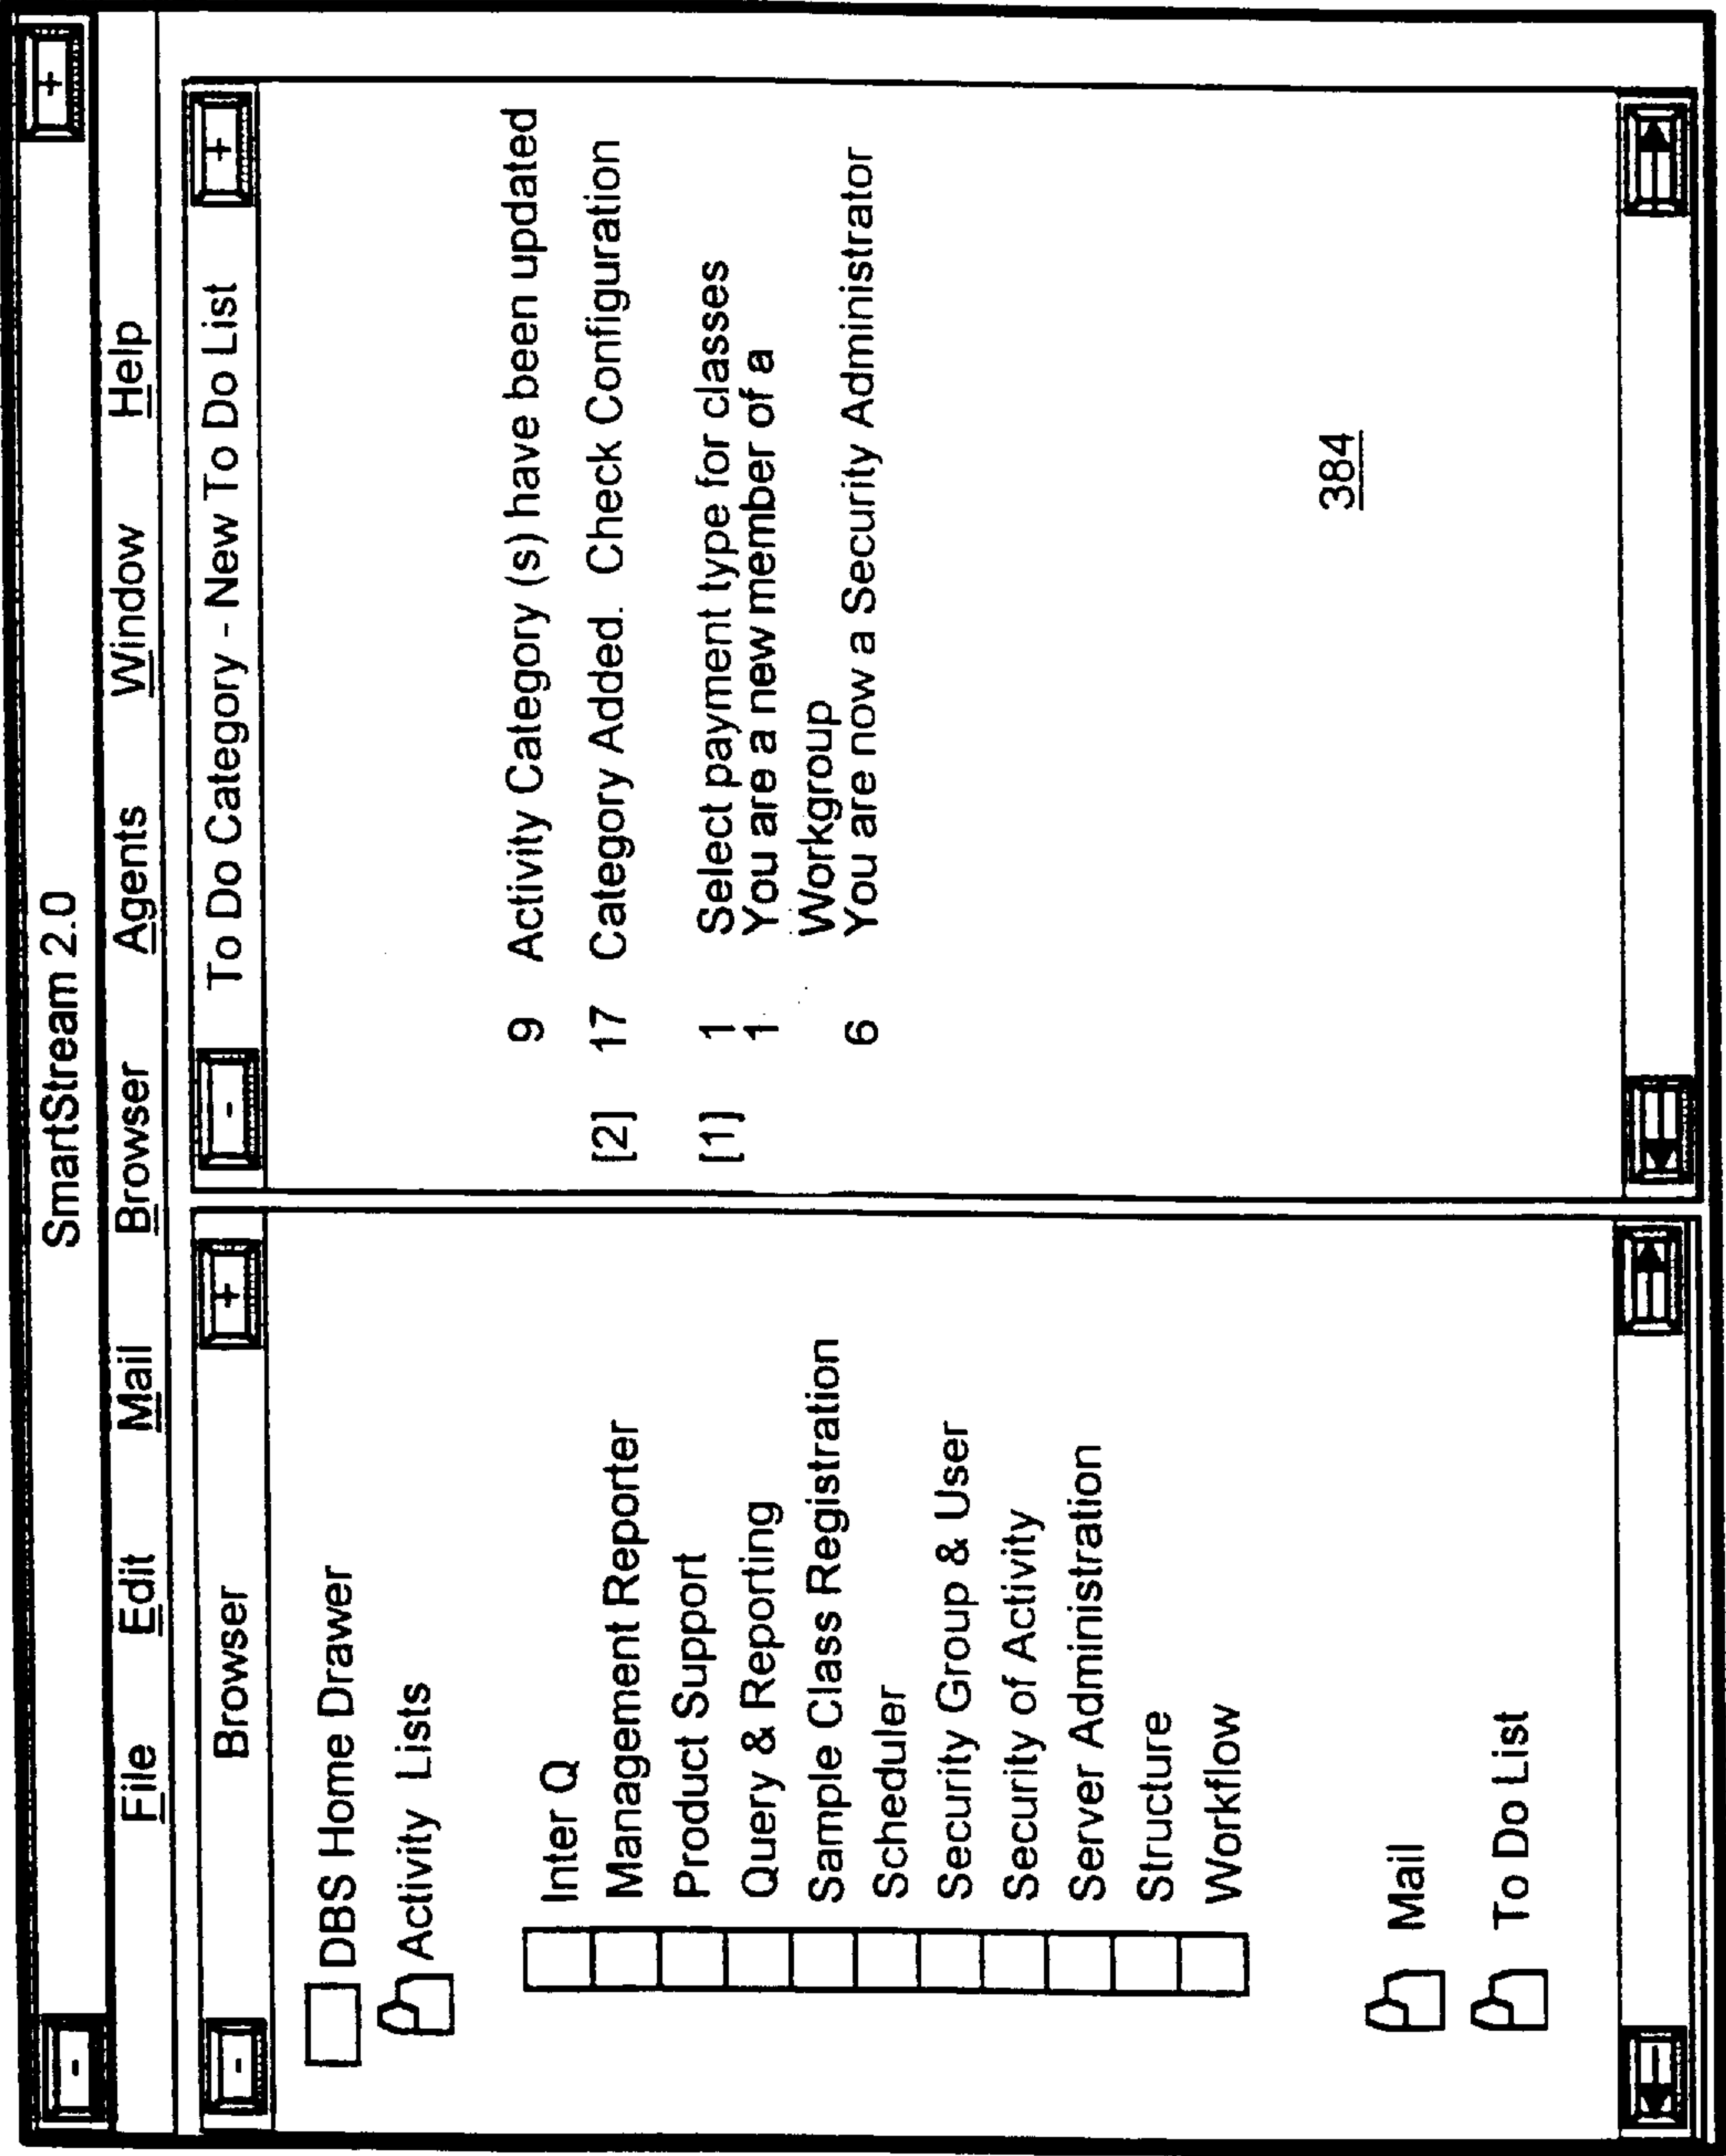 SmartStream 2.0
File Edit Mail Browser Agents Window Help
Browser
DBS Home Drawer
Activity Lists
Inter Q
Management Reporter
Product Support
Query & Reporting
Sample Class Registration
Scheduler
Security Group & User
Security of Activity
Server Administration
Structure
Workflow
Mail
To Do List
To Do Category - New To Do List
9 Activity Category (s) have been updated
[2] 17 Category Added. Check Configuration
[1] 1 Select payment type for classes
1 You are a new member of a
Workgroup
6 You are now a Security Administrator
384